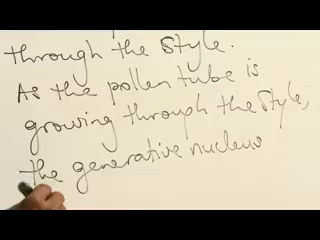 through the style.
As the pollen tube is
growing through the style,
the generative nucleus